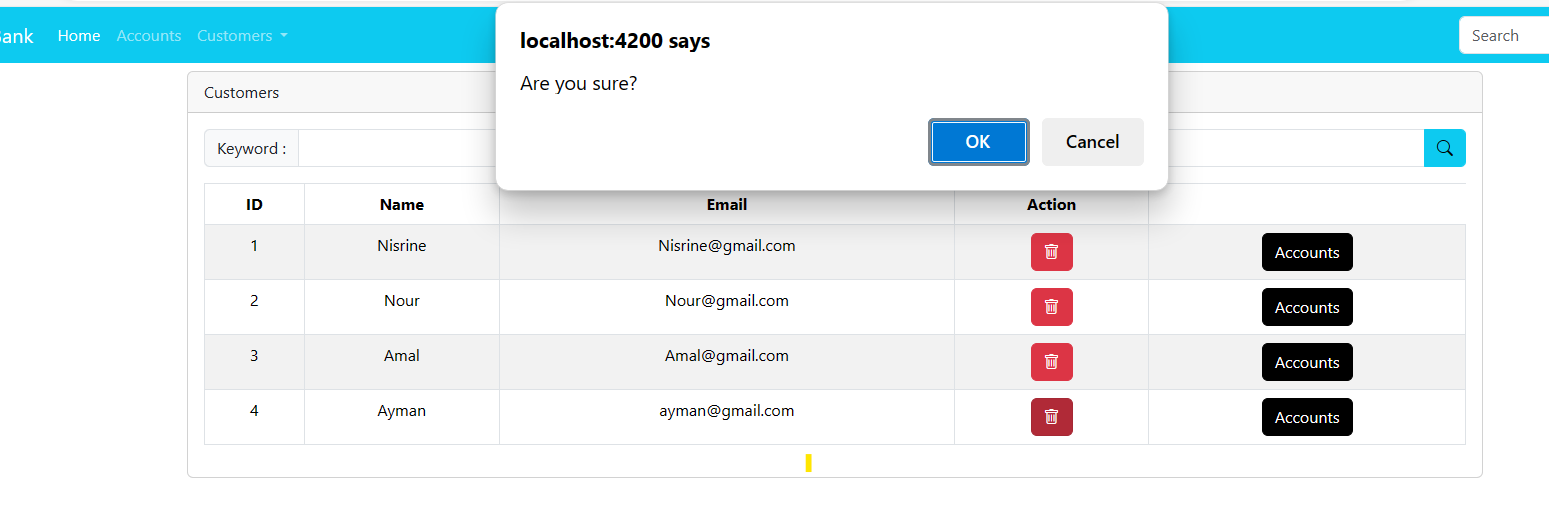 Bank Home Accounts Customers Search
localhost:4200 says
Are you sure?
OK Cancel
Customers
Keyword :
ID Name Email Action
1 Nisrine Nisrine@gmail.com Accounts
2 Nour Nour@gmail.com Accounts
3 Amal Amal@gmail.com Accounts
4 Ayman ayman@gmail.com Accounts